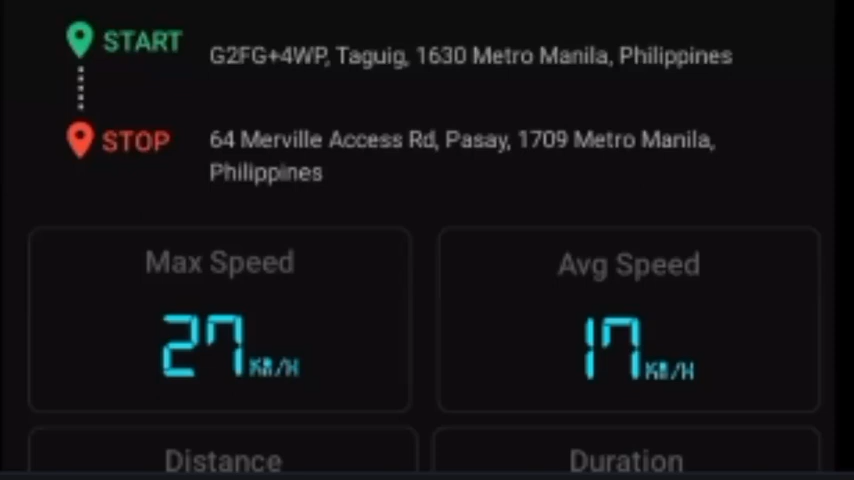 START
G2FG+4WP, Taguig, 1630 Metro Manila, Philippines
STOP
64 Merville Access Rd, Pasay, 1709 Metro Manila,
Philippines
Max Speed
Avg Speed
27 KM/H
17 KM/H
Distance
Duration